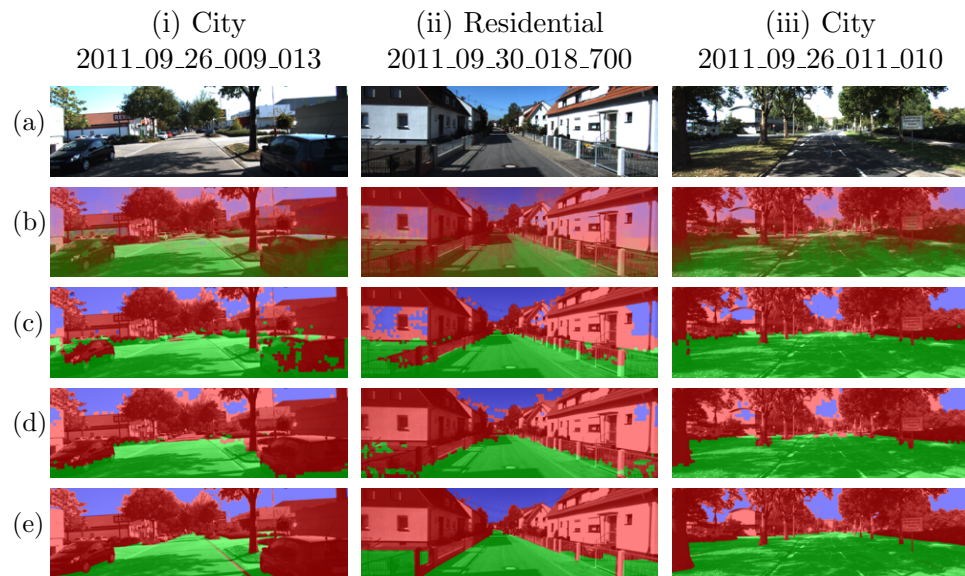 (i) City
2011_09_26_009_013
(ii) Residential
2011_09_30_018_700
(iii) City
2011_09_26_011_010
(a)
(b)
(c)
(d)
(e)